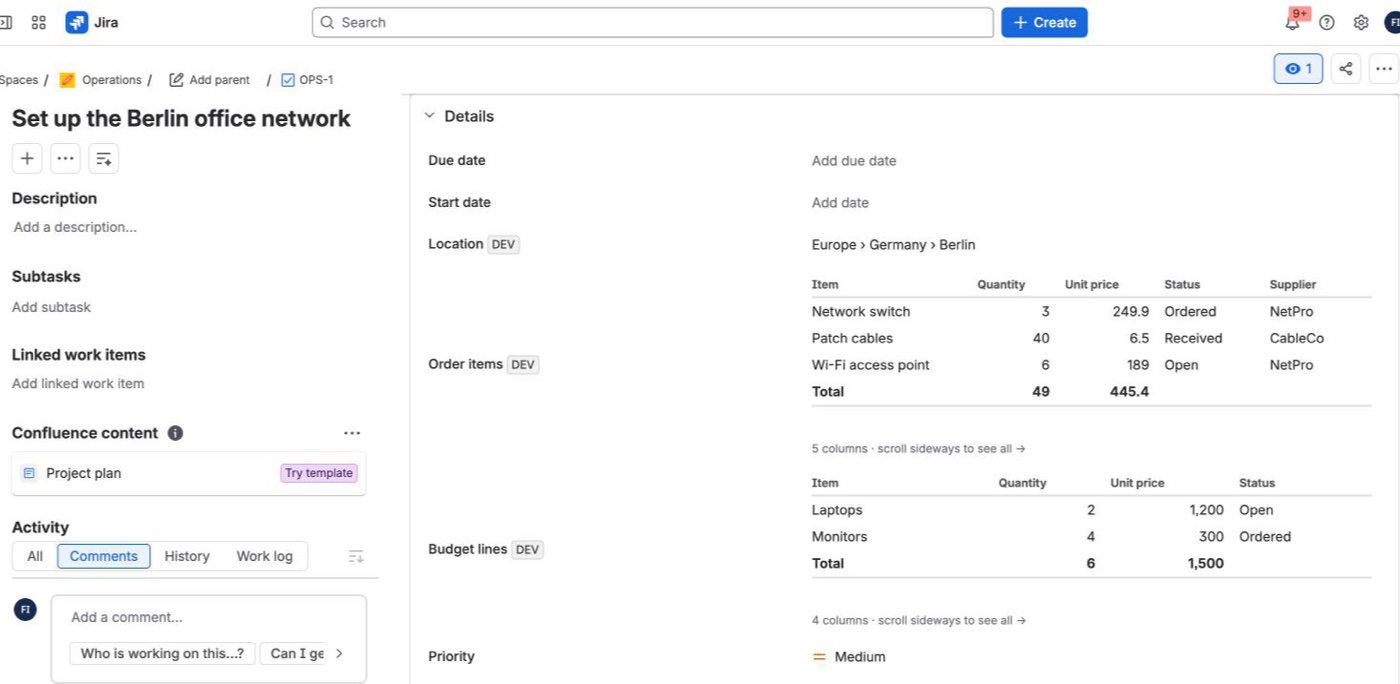 Jira
Search
+ Create
9+
FI
Spaces / Operations / Add parent / OPS-1
1
Set up the Berlin office network
Description
Add a description...
Subtasks
Add subtask
Linked work items
Add linked work item
Confluence content
Project plan
Try template
Activity
All Comments History Work log
FI
Add a comment...
Who is working on this...? Can I ge
Details
Due date Add due date
Start date Add date
Location DEV Europe › Germany › Berlin
Order items DEV
Item Quantity Unit price Status Supplier
Network switch 3 249.9 Ordered NetPro
Patch cables 40 6.5 Received CableCo
Wi-Fi access point 6 189 Open NetPro
Total 49 445.4
5 columns · scroll sideways to see all →
Budget lines DEV
Item Quantity Unit price Status
Laptops 2 1,200 Open
Monitors 4 300 Ordered
Total 6 1,500
4 columns · scroll sideways to see all →
Priority Medium